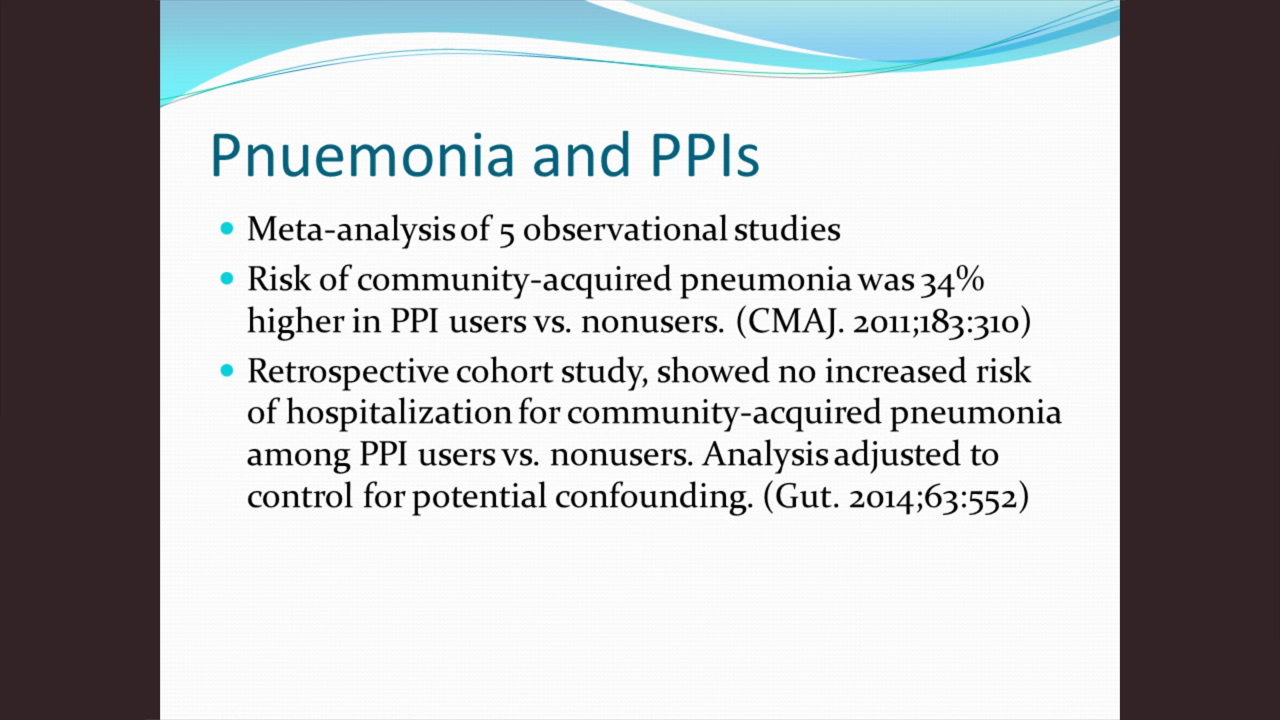 Pnuemonia and PPIs
• Meta-analysis of 5 observational studies
• Risk of community-acquired pneumonia was 34%
higher in PPI users vs. nonusers. (CMAJ. 2011;183:310)
• Retrospective cohort study, showed no increased risk
of hospitalization for community-acquired pneumonia
among PPI users vs. nonusers. Analysis adjusted to
control for potential confounding. (Gut. 2014;63:552)